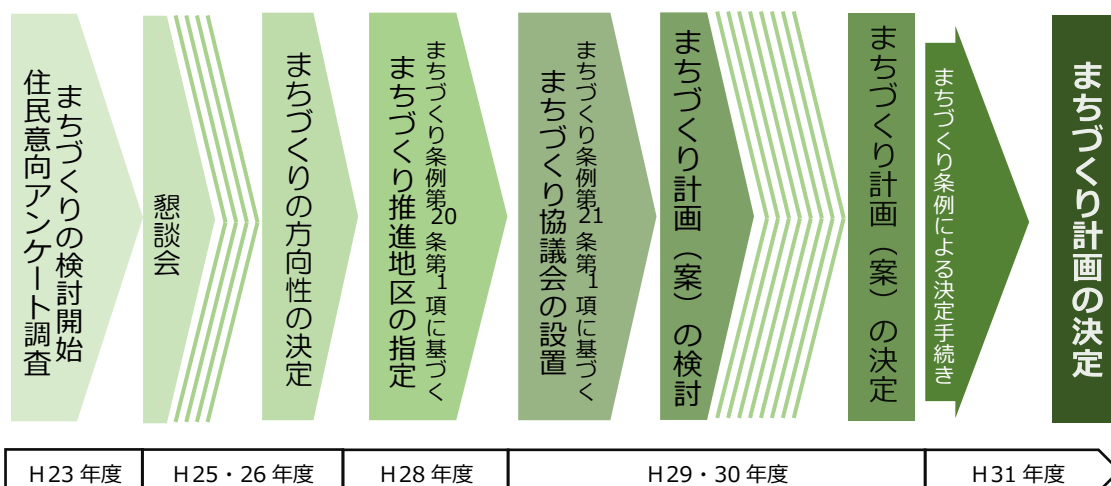 まちづくりの検討開始
住民意向アンケート調査
懇談会
まちづくりの方向性の決定
まちづくり条例第20条第1項に基づく
まちづくり推進地区の指定
まちづくり条例第21条第1項に基づく
まちづくり協議会の設置
まちづくり計画（案）の検討
まちづくり計画（案）の決定
まちづくり条例による決定手続き
まちづくり計画の決定
H23年度
H25・26年度
H28年度
H29・30年度
H31年度